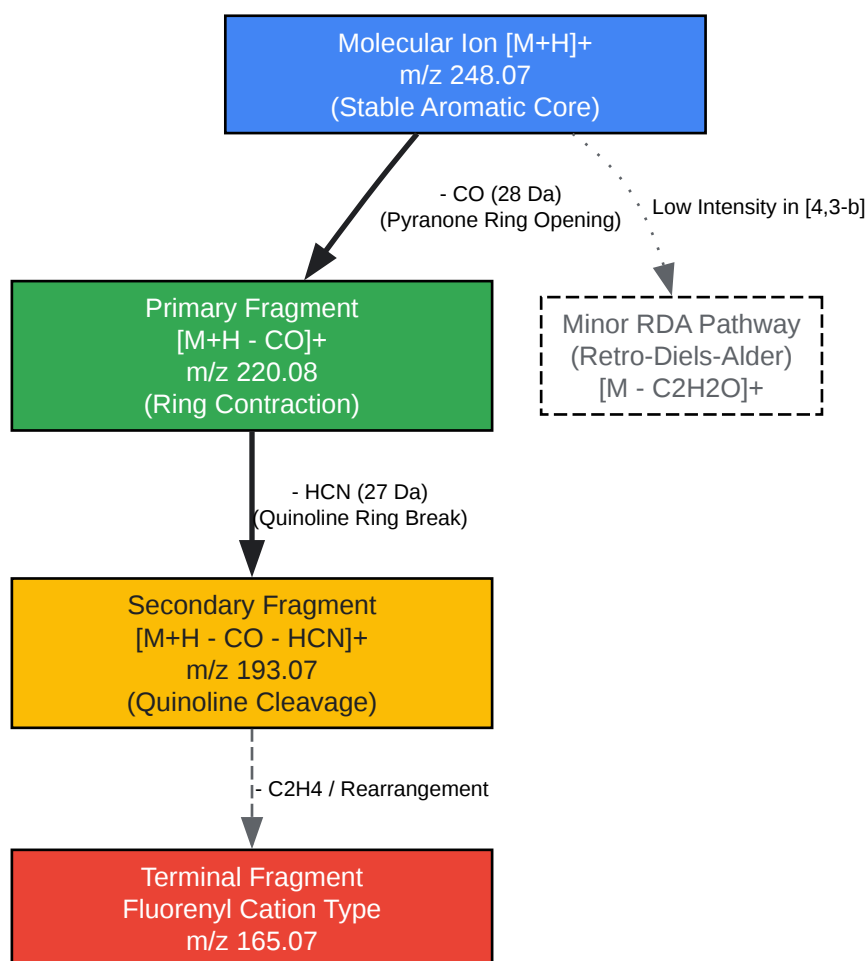 Molecular Ion [M+H]+
m/z 248.07
(Stable Aromatic Core)
- CO (28 Da)
(Pyranone Ring Opening)
Low Intensity in [4,3-b]
Primary Fragment
[M+H - CO]+
m/z 220.08
(Ring Contraction)
Minor RDA Pathway
(Retro-Diels-Alder)
[M - C2H2O]+
- HCN (27 Da)
(Quinoline Ring Break)
Secondary Fragment
[M+H - CO - HCN]+
m/z 193.07
(Quinoline Cleavage)
- C2H4 / Rearrangement
Terminal Fragment
Fluorenyl Cation Type
m/z 165.07